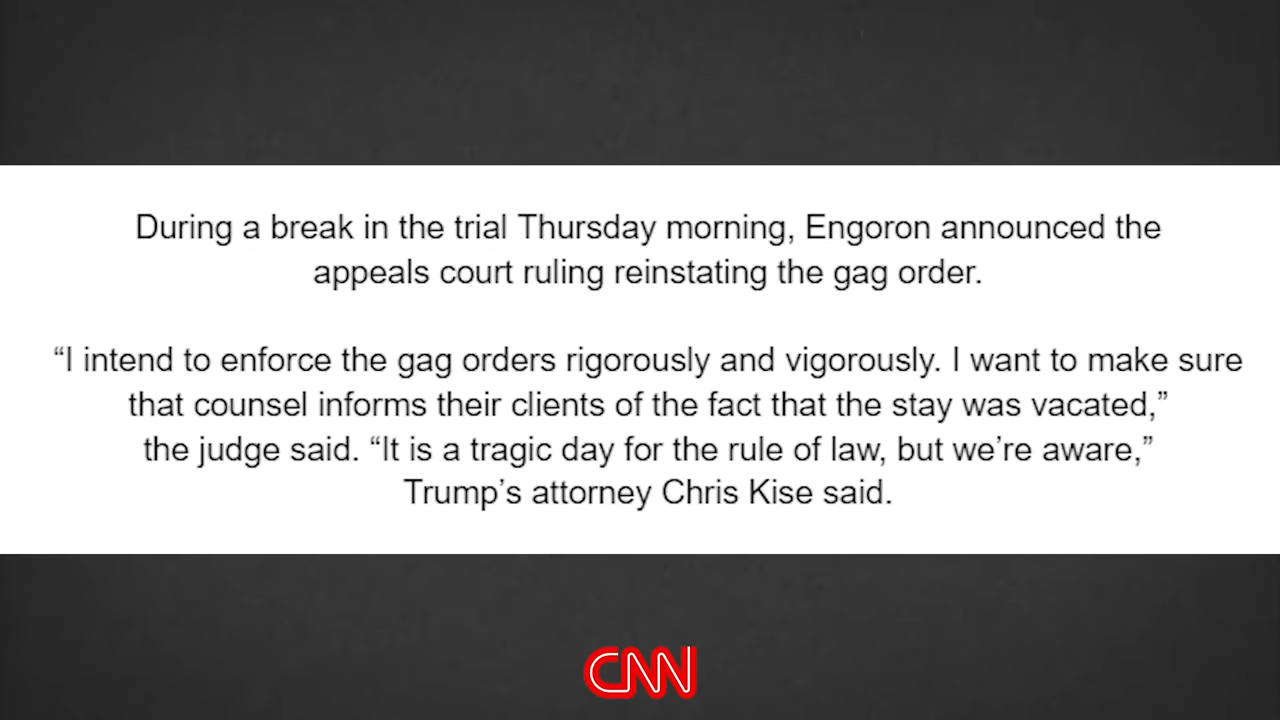 During a break in the trial Thursday morning, Engoron announced the
appeals court ruling reinstating the gag order.
“I intend to enforce the gag orders rigorously and vigorously. I want to make sure
that counsel informs their clients of the fact that the stay was vacated,”
the judge said. “It is a tragic day for the rule of law, but we’re aware,”
Trump’s attorney Chris Kise said.
CNN